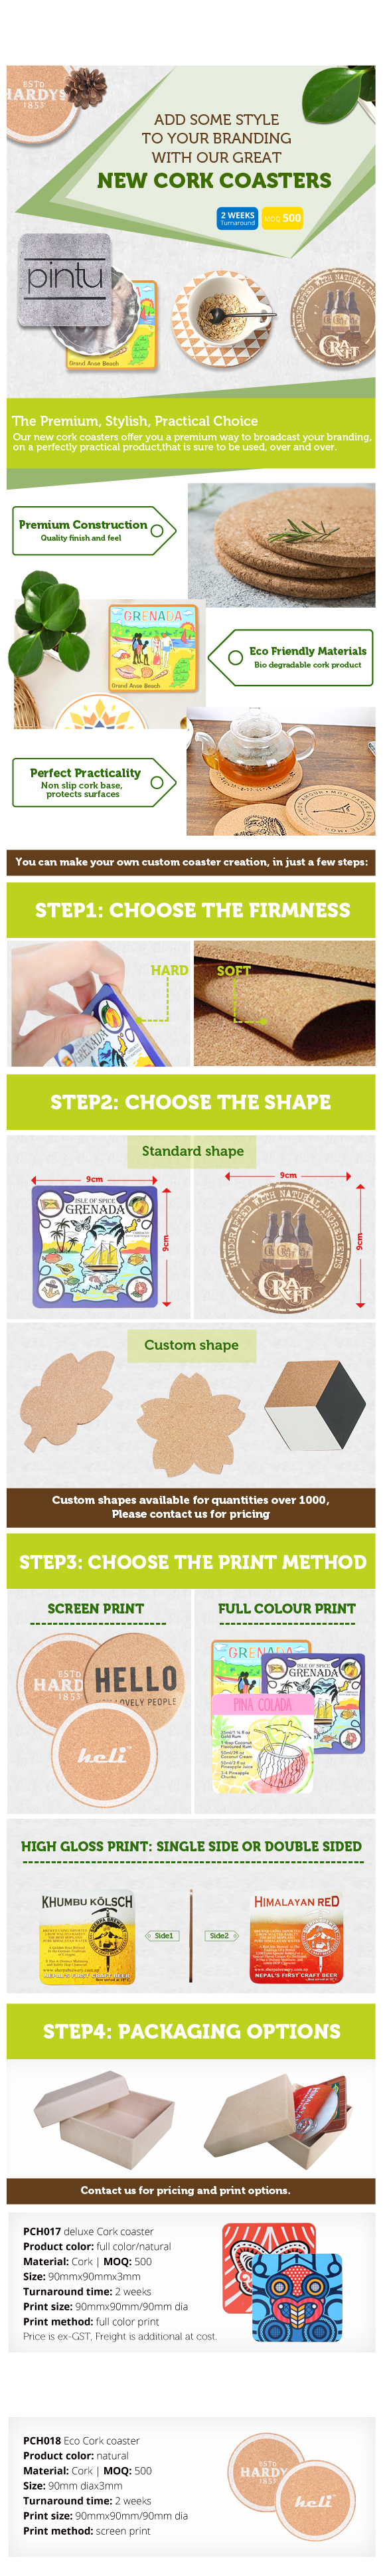 ESTD
HARDYS
1857
ADD SOME STYLE
TO YOUR BRANDING
WITH OUR GREAT
NEW CORK COASTERS
2 WEEKS
Turnaround
MOQ 500
pintu
Grand Anse Beach
HANDCRAFTED WITH NATURAL
CRAFT
The Premium, Stylish, Practical Choice
Our new cork coasters offer you a premium way to broadcast your branding,
on a perfectly practical product,that is sure to be used, over and over.
Premium Construction
Quality finish and feel
GRENADA
Grand Anse Beach
Eco Friendly Materials
Bio degradable cork product
Perfect Practicality
Non slip cork base,
protects surfaces
You can make your own custom coaster creation, in just a few steps:
STEP1: CHOOSE THE FIRMNESS
HARD
SOFT
GRENADA
STEP2: CHOOSE THE SHAPE
Standard shape
9cm
9cm
ISLE OF SPICE
GRENADA
9cm
9cm
HANDCRAFTED WITH NATURAL INGREDIENTS
CRAFT
Custom shape
Custom shapes available for quantities over 1000,
Please contact us for pricing
STEP3: CHOOSE THE PRINT METHOD
SCREEN PRINT
FULL COLOUR PRINT
ESTD
HARD
1857
HELLO
LOVELY PEOPLE
heli
GRENADA
ISLE OF SPICE
GRENADA
PINA COLADA
HIGH GLOSS PRINT: SINGLE SIDE OR DOUBLE SIDED
KHUMBU KÖLSCH
NEPAL'S FIRST CRAFT BEER
Side1
Side2
HIMALAYAN RED
NEPAL'S FIRST CRAFT BEER
STEP4: PACKAGING OPTIONS
Contact us for pricing and print options.
PCH017 deluxe Cork coaster
Product color: full color/natural
Material: Cork | MOQ: 500
Size: 90mmx90mmx3mm
Turnaround time: 2 weeks
Print size: 90mmx90mm/90mm dia
Print method: full color print
Price is ex-GST, Freight is additional at cost.
PCH018 Eco Cork coaster
Product color: natural
Material: Cork | MOQ: 500
Size: 90mm diax3mm
Turnaround time: 2 weeks
Print size: 90mmx90mm/90mm dia
Print method: screen print
ESTD
HARDY
1857
heli